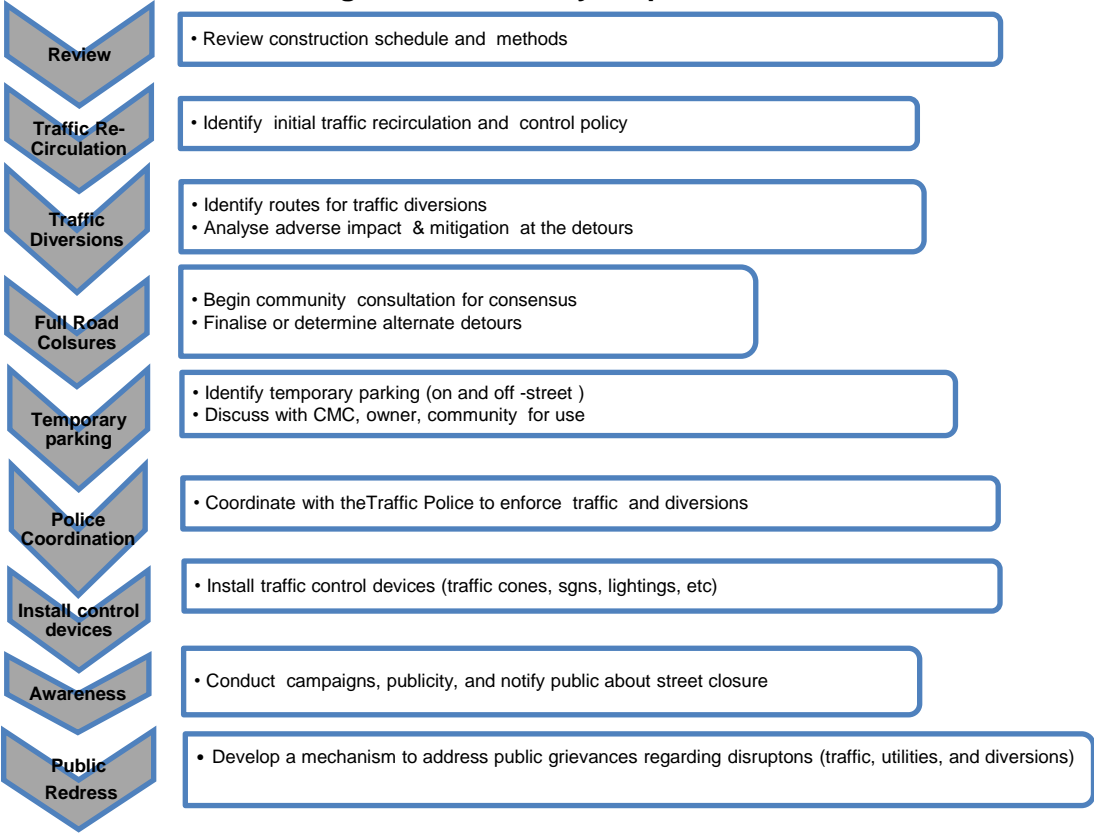 Review
• Review construction schedule and methods
Traffic Re-
Circulation
• Identify initial traffic recirculation and control policy
Traffic
Diversions
• Identify routes for traffic diversions
• Analyse adverse impact & mitigation at the detours
Full Road
Colsures
• Begin community consultation for consensus
• Finalise or determine alternate detours
Temporary
parking
• Identify temporary parking (on and off -street )
• Discuss with CMC, owner, community for use
Police
Coordination
• Coordinate with theTraffic Police to enforce traffic and diversions
Install control
devices
• Install traffic control devices (traffic cones, sgns, lightings, etc)
Awareness
• Conduct campaigns, publicity, and notify public about street closure
Public
Redress
• Develop a mechanism to address public grievances regarding disruptons (traffic, utilities, and diversions)